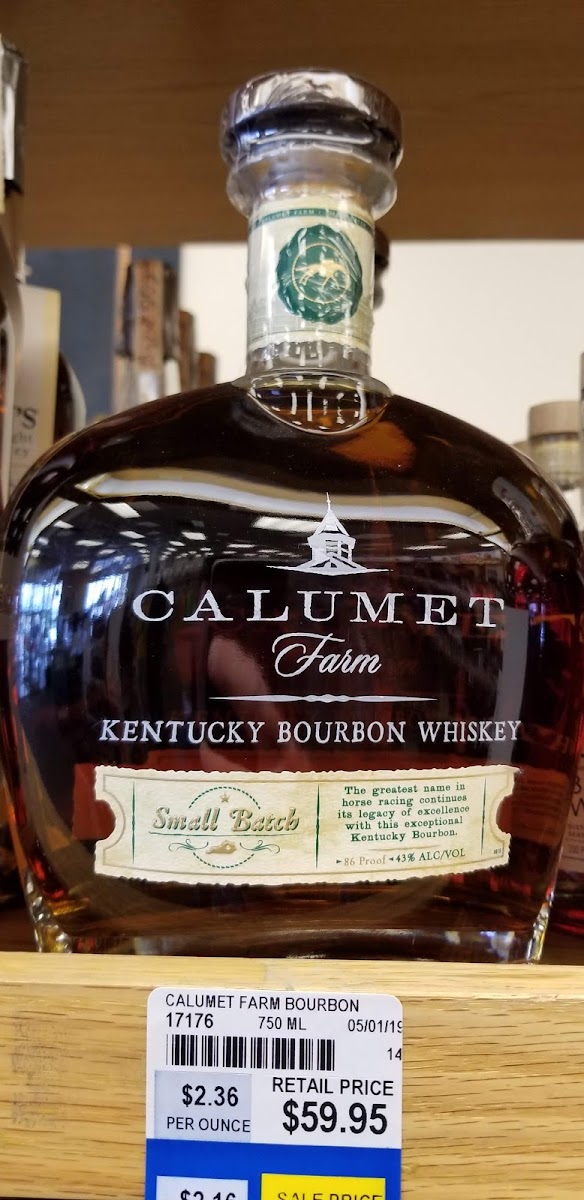 CALUMET
Farm
KENTUCKY BOURBON WHISKEY
Small Batch
The greatest name in
horse racing continues
its legacy of excellence
with this exceptional
Kentucky Bourbon.
86 Proof 43% ALC/VOL
CALUMET FARM BOURBON
17176 750 ML 05/01/19
14
$2.36 RETAIL PRICE
PER OUNCE $59.95
$2.16 SALE PRICE